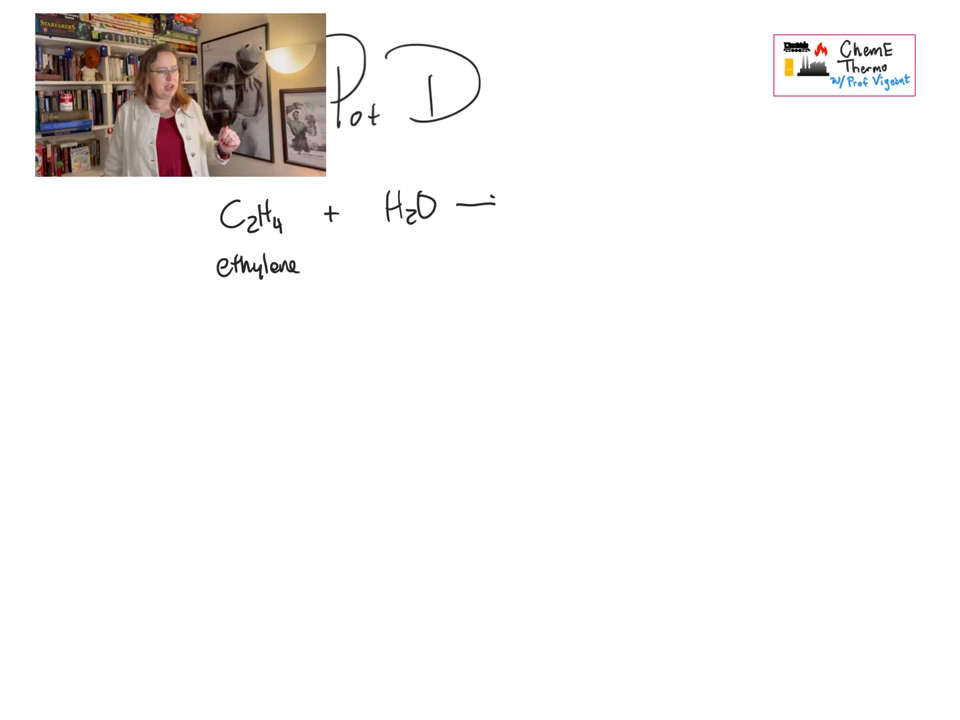 Pot D
ChemE
Thermo
w/ Prof Vigeant
C₂H₄ + H₂O —
ethylene